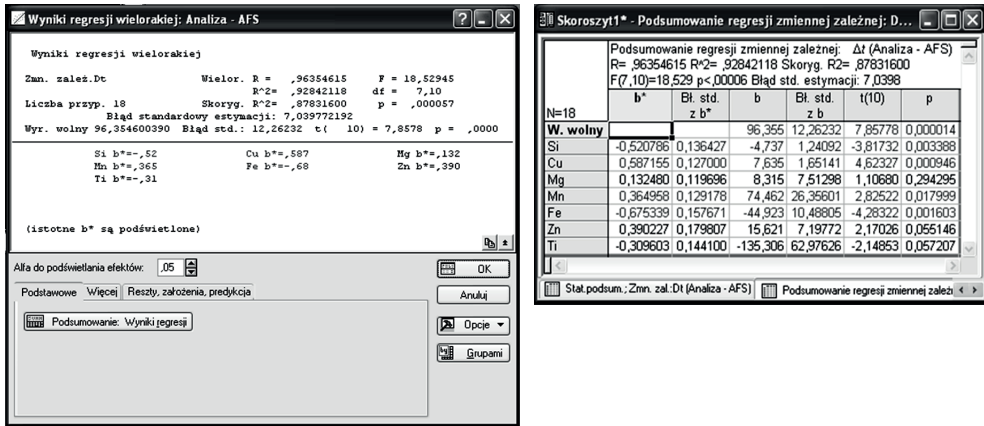 Wyniki regresji wielorakiej: Analiza - AFS
Wyniki regresji wielorakiej
Zmn. zależ.Dt Wielor. R = ,96354615 F = 18,52945
R^2= ,92842118 df = 7,10
Liczba przyp. 18 Skoryg. R^2= ,87831600 p = ,000057
Błąd standardowy estymacji: 7,039772192
Wyr. wolny 96,354600390 Błąd std.: 12,26232 t( 10) = 7,8578 p = ,0000
Si b*=-,52 Cu b*=,587 Mg b*=,132
Mn b*=,365 Fe b*=-,68 Zn b*=,390
Ti b*=-,31
(istotne b* są podświetlone)
Alfa do podświetlania efektów: ,05
OK
Podstawowe Więcej Reszty, założenia, predykcja
Anuluj
Podsumowanie: Wyniki regresji
Opcje
Grupami
Skoroszyt1* - Podsumowanie regresji zmiennej zależnej: D...
Podsumowanie regresji zmiennej zależnej: Δt (Analiza - AFS)
R= ,96354615 R^2= ,92842118 Skoryg. R2= ,87831600
F(7,10)=18,529 p<,00006 Błąd std. estymacji: 7,0398
N=18 b* Bł. std. z b* b Bł. std. z b t(10) p
W. wolny 96,355 12,26232 7,85778 0,000014
Si -0,520786 0,136427 -4,737 1,24092 -3,81732 0,003388
Cu 0,587155 0,127000 7,635 1,65141 4,62327 0,000946
Mg 0,132480 0,119696 8,315 7,51298 1,10680 0,294295
Mn 0,364958 0,129178 74,462 26,35601 2,82522 0,017999
Fe -0,675339 0,157671 -44,923 10,48805 -4,28322 0,001603
Zn 0,390227 0,179807 15,621 7,19772 2,17026 0,055146
Ti -0,309603 0,144100 -135,306 62,97626 -2,14853 0,057207
Stat.podsum.; Zmn. zal.:Dt (Analiza - AFS) Podsumowanie regresji zmiennej zależ